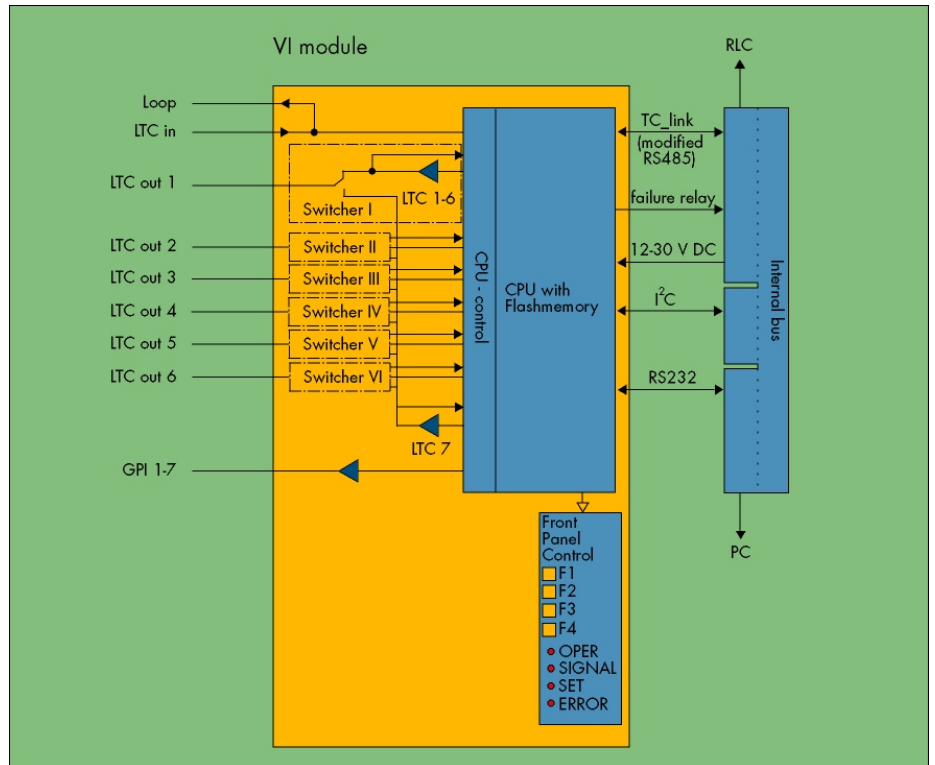 VI module
RLC
Loop
LTC in
TC_link
(modified
RS485)
LTC out 1
LTC 1-6
Switcher I
failure relay
LTC out 2
Switcher II
12-30 V DC
LTC out 3
Switcher III
CPU - control
CPU with
Flashmemory
I²C
Internal bus
LTC out 4
Switcher IV
LTC out 5
Switcher V
LTC out 6
Switcher VI
RS232
LTC 7
GPI 1-7
Front
Panel
Control
F1
F2
F3
F4
OPER
SIGNAL
SET
ERROR
PC